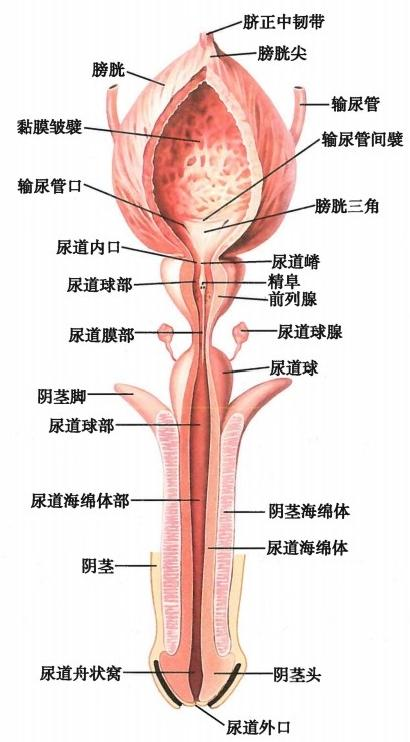 脐正中韧带
膀胱尖
膀胱
输尿管
黏膜皱襞
输尿管间襞
输尿管口
膀胱三角
尿道内口
尿道嵴
尿道球部
精阜
前列腺
尿道膜部
尿道球腺
尿道球
阴茎脚
尿道球部
尿道海绵体部
阴茎海绵体
尿道海绵体
阴茎
尿道舟状窝
阴茎头
尿道外口